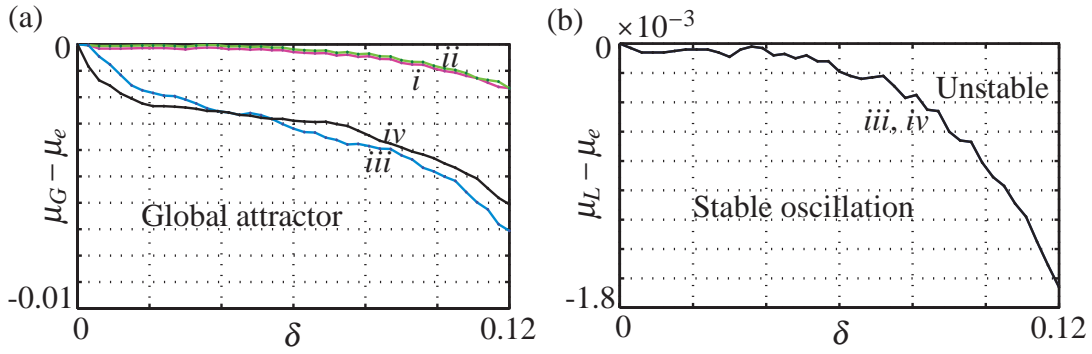 (a)
0
ii
i
iv
iii
μ_G – μ_e
Global attractor
-0.01
0
δ
0.12
(b)
×10⁻³
0
Unstable
iii, iv
μ_L – μ_e
Stable oscillation
-1.8
0
δ
0.12